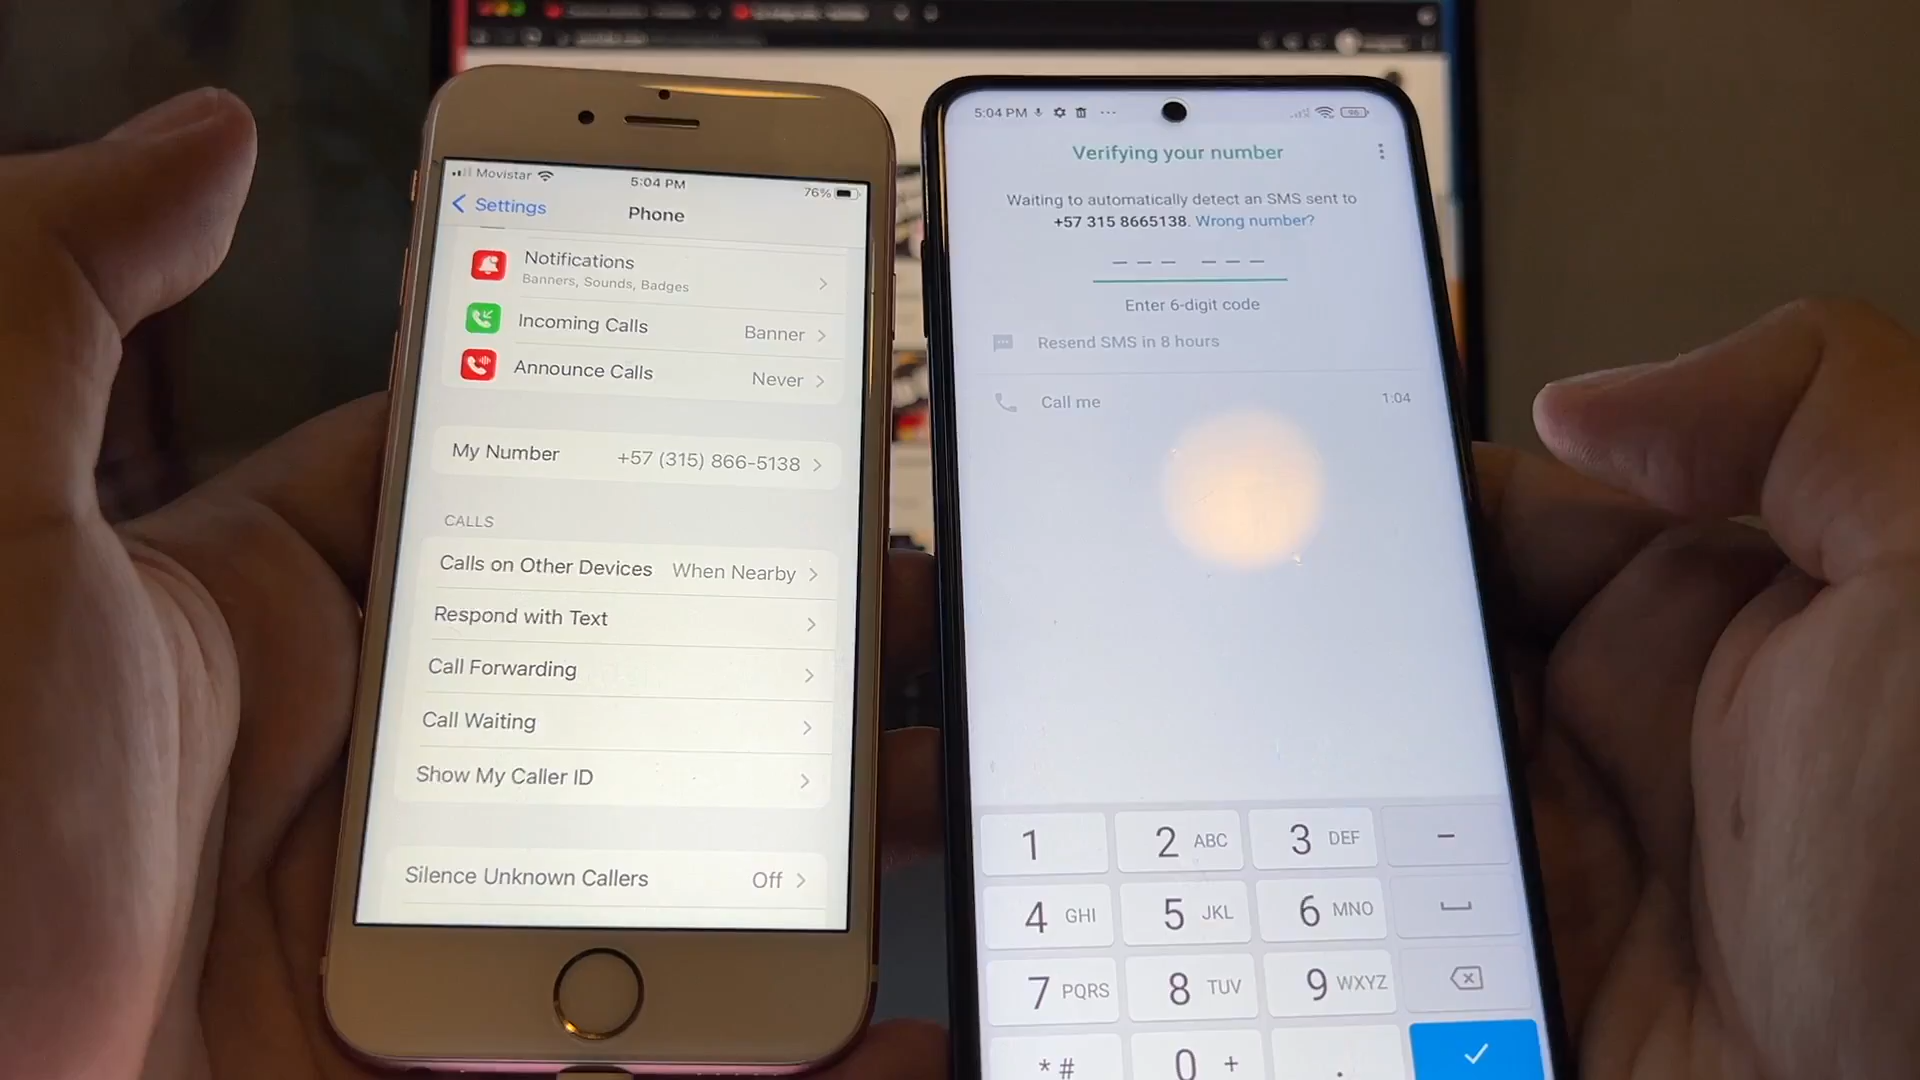 Movistar
5:04 PM
76%
Settings
Phone
Notifications
Banners, Sounds, Badges
Incoming Calls
Banner
Announce Calls
Never
My Number
+57 (315) 866-5138
CALLS
Calls on Other Devices
When Nearby
Respond with Text
Call Forwarding
Call Waiting
Show My Caller ID
Silence Unknown Callers
Off
5:04 PM
Verifying your number
Waiting to automatically detect an SMS sent to
+57 315 8665138. Wrong number?
Enter 6-digit code
Resend SMS in 8 hours
Call me
1:04
1
2 ABC
3 DEF
–
4 GHI
5 JKL
6 MNO
7 PQRS
8 TUV
9 WXYZ
* #
0 +
.